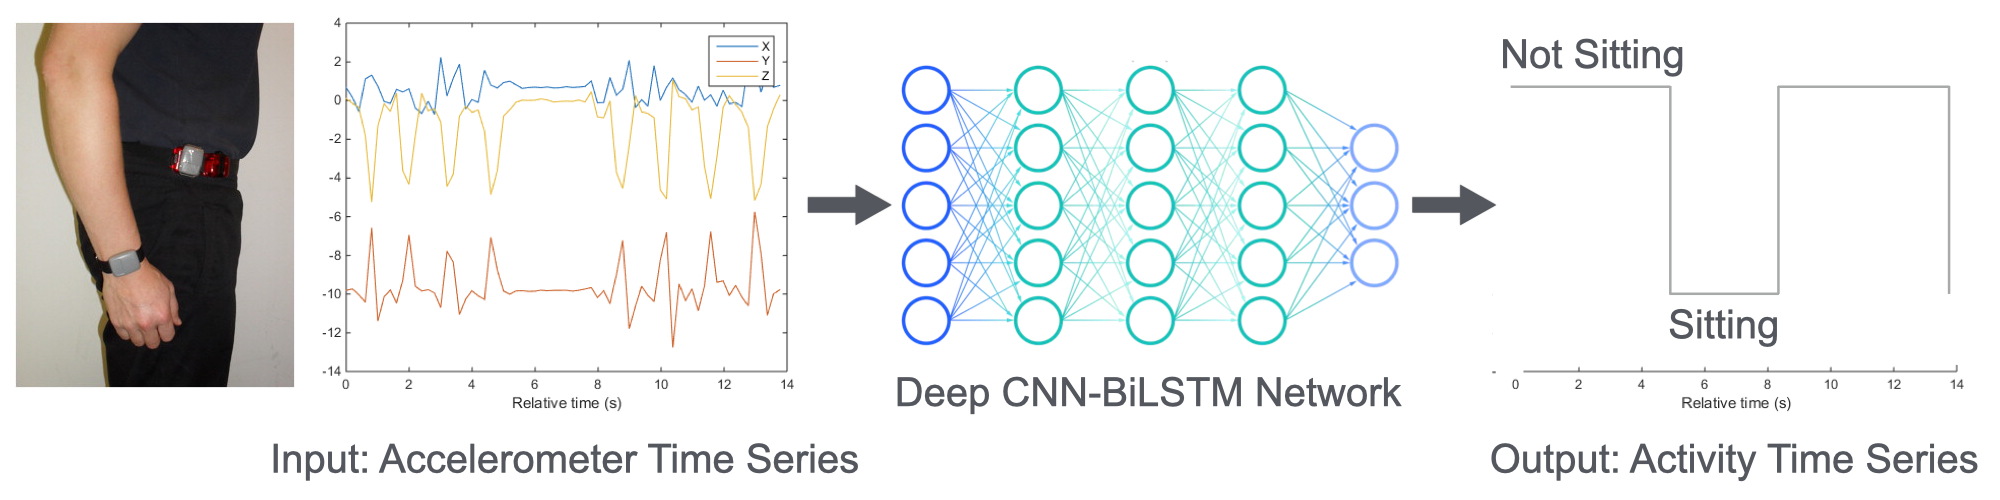 4
2
0
-2
-4
-6
-8
-10
-12
-14
0 2 4 6 8 10 12 14
Relative time (s)
X
Y
Z
Input: Accelerometer Time Series
Deep CNN-BiLSTM Network
Not Sitting
Sitting
0 2 4 6 8 10 12 14
Relative time (s)
Output: Activity Time Series